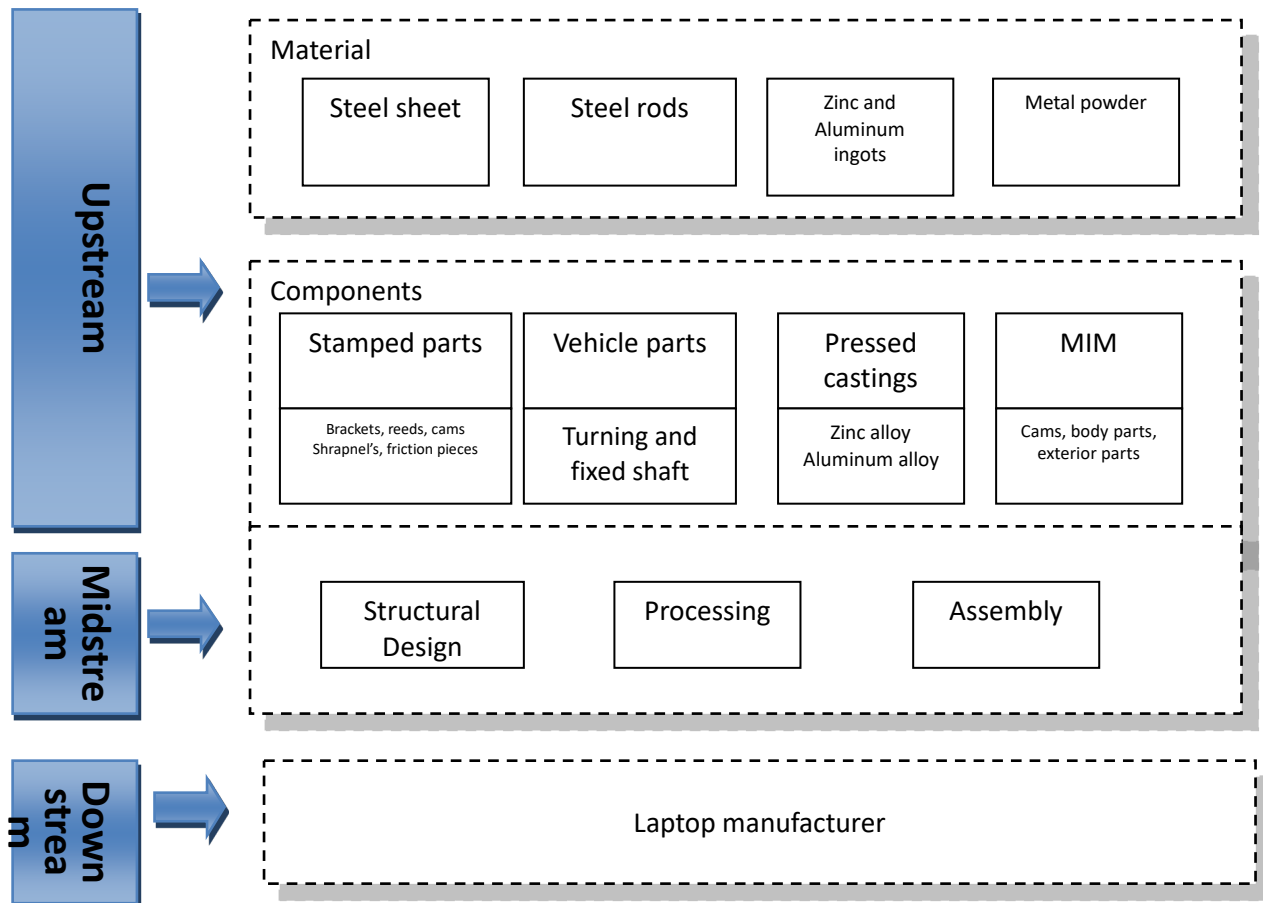 Upstream
Material
Steel sheet
Steel rods
Zinc and
Aluminum
ingots
Metal powder
Components
Stamped parts
Vehicle parts
Pressed
castings
MIM
Brackets, reeds, cams
Shrapnel's, friction pieces
Turning and
fixed shaft
Zinc alloy
Aluminum alloy
Cams, body parts,
exterior parts
Midstre
am
Structural
Design
Processing
Assembly
Down
strea
m
Laptop manufacturer